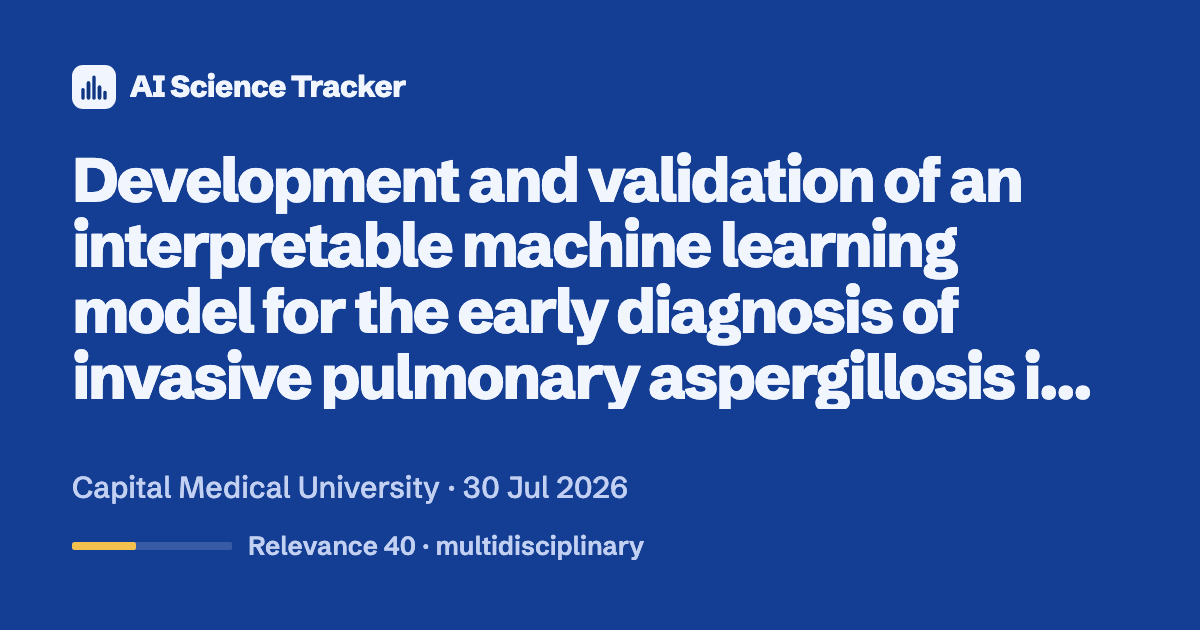 AI Science Tracker
Development and validation of an
interpretable machine learning
model for the early diagnosis of
invasive pulmonary aspergillosis i...
Capital Medical University · 30 Jul 2026
Relevance 40 · multidisciplinary